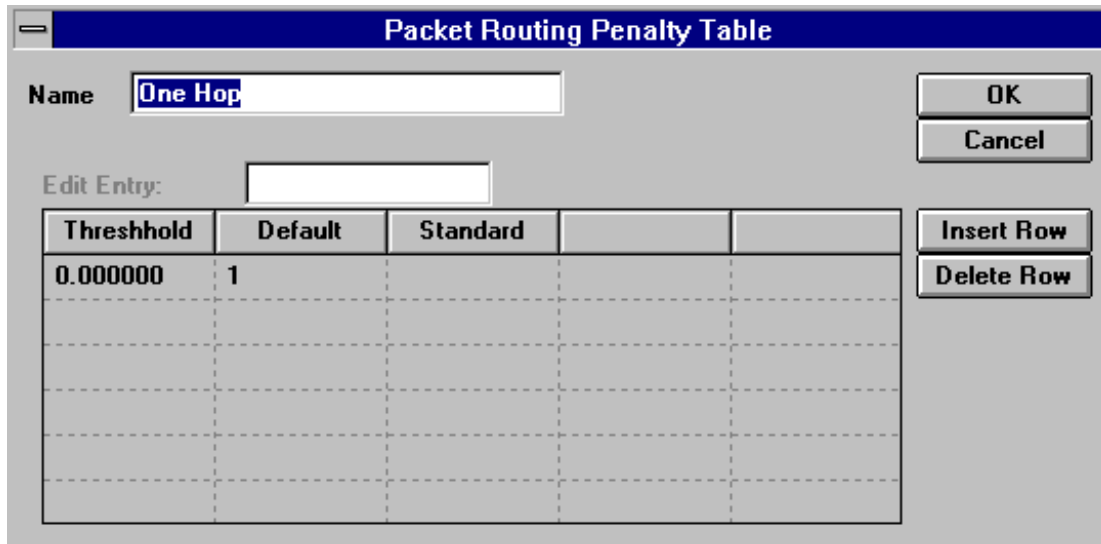 Packet Routing Penalty Table
Name One Hop
OK
Cancel
Edit Entry:
Threshhold Default Standard
Insert Row
0.000000 1
Delete Row